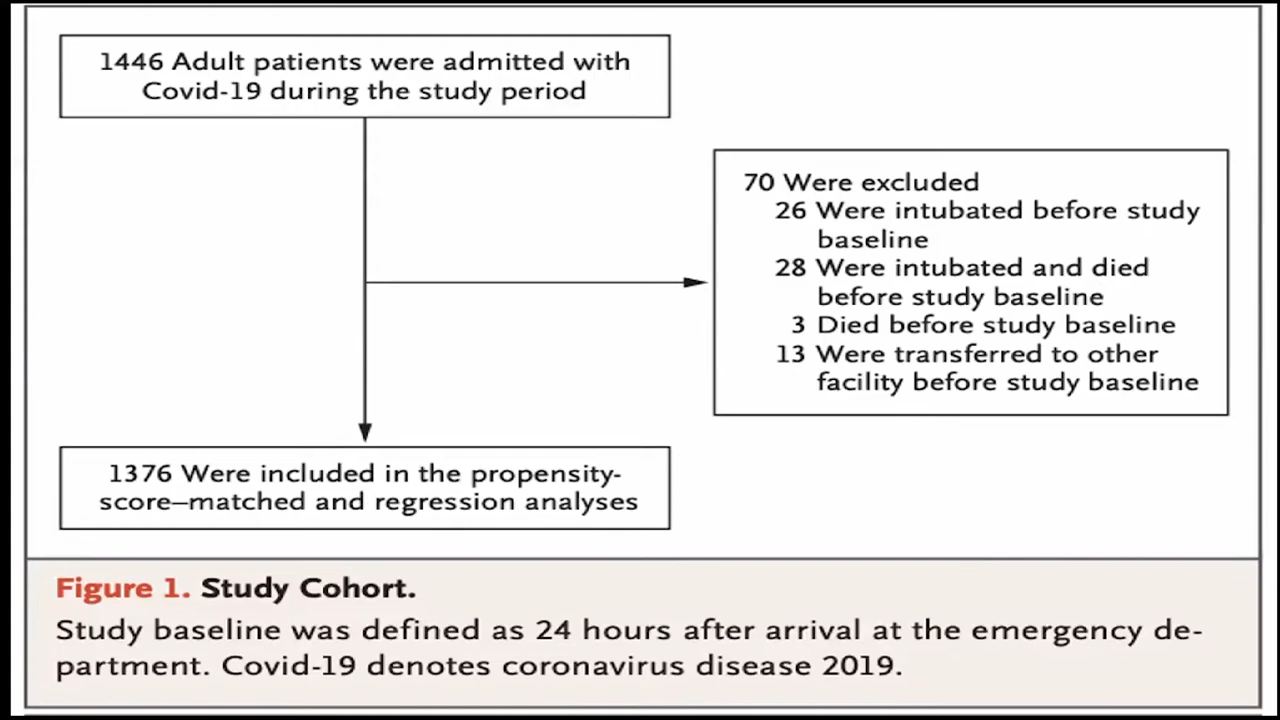 1446 Adult patients were admitted with
Covid-19 during the study period
70 Were excluded
26 Were intubated before study
baseline
28 Were intubated and died
before study baseline
3 Died before study baseline
13 Were transferred to other
facility before study baseline
1376 Were included in the propensity-
score–matched and regression analyses
Figure 1. Study Cohort.
Study baseline was defined as 24 hours after arrival at the emergency de-
partment. Covid-19 denotes coronavirus disease 2019.